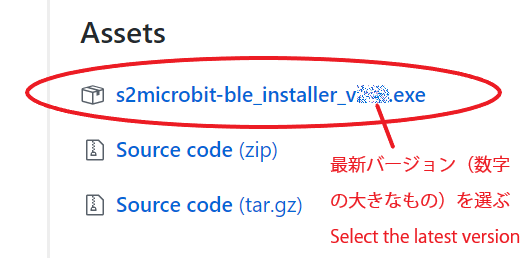 Assets
s2microbit-ble_installer_v .exe
Source code (zip)
Source code (tar.gz)
最新バージョン（数字
の大きなもの）を選ぶ
Select the latest version